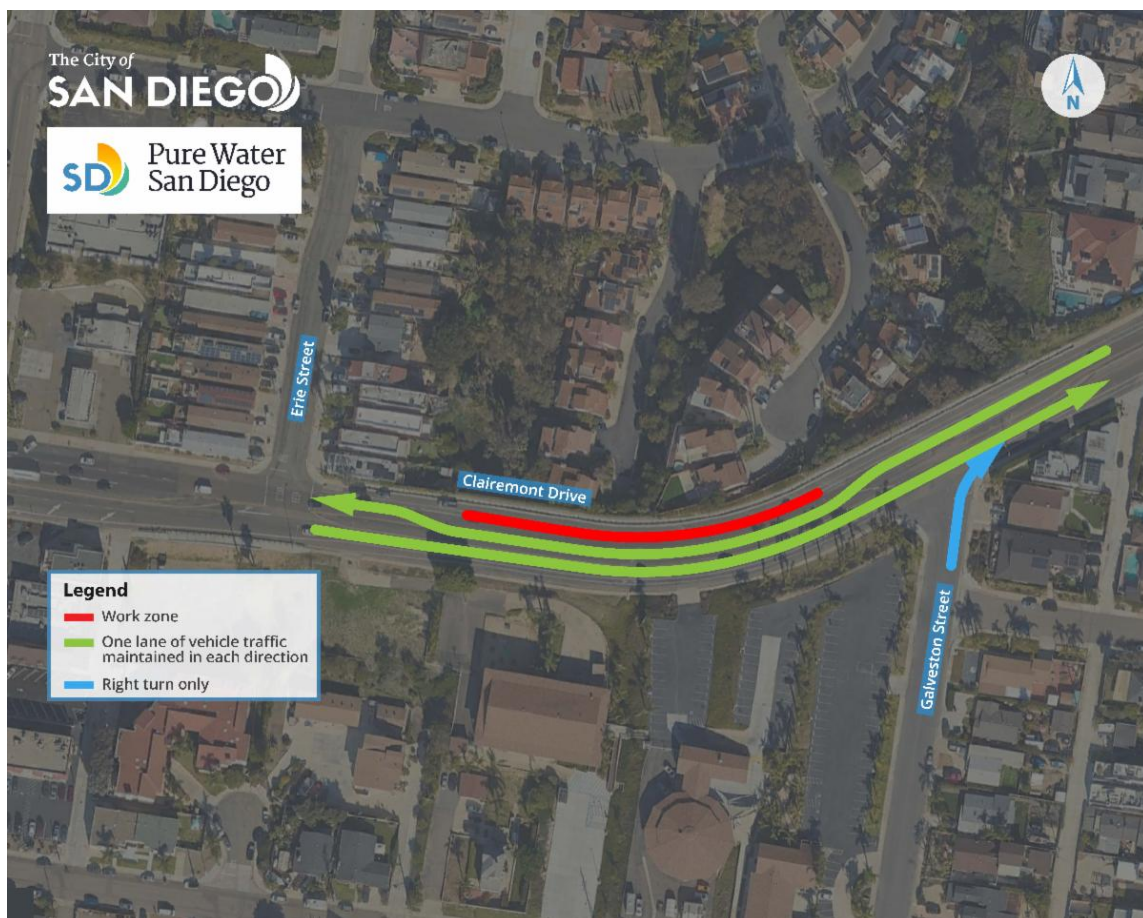 The City of
SAN DIEGO
SD
Pure Water
San Diego
N
Erie Street
Clairemont Drive
Galveston Street
Legend
Work zone
One lane of vehicle traffic
maintained in each direction
Right turn only